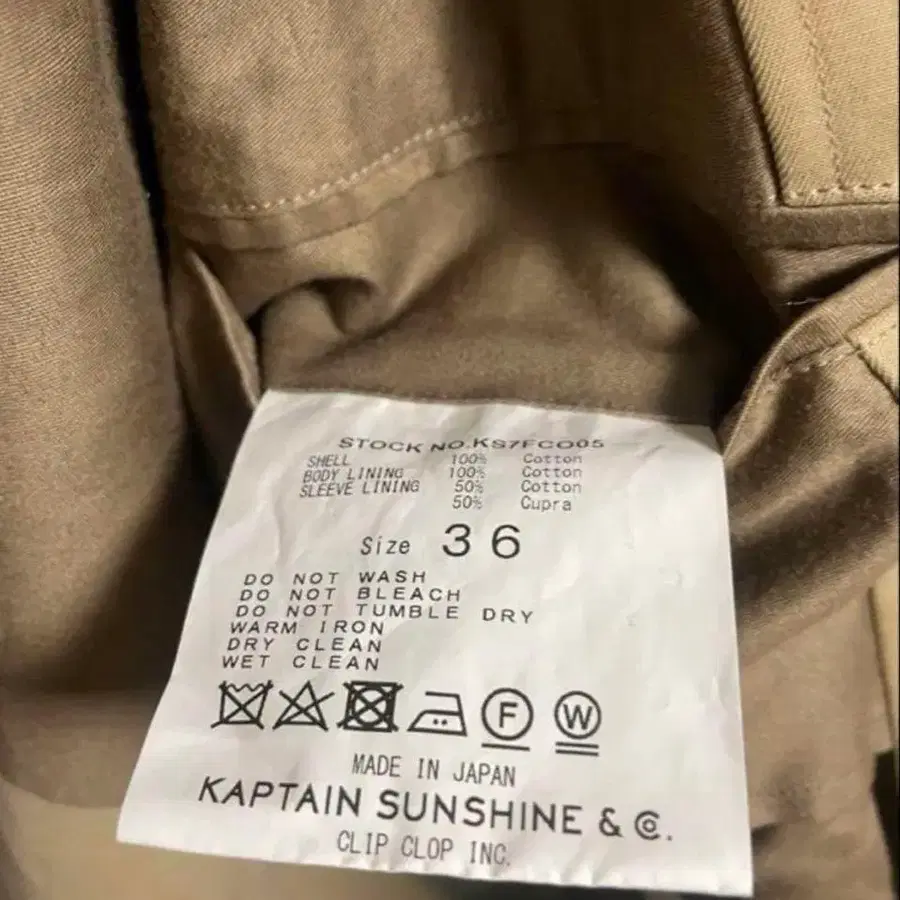 STOCK NO.KS7FCO05
SHELL 100% Cotton
BODY LINING 100% Cotton
SLEEVE LINING 50% Cotton
50% Cupra
Size 36
DO NOT WASH
DO NOT BLEACH
DO NOT TUMBLE DRY
WARM IRON
DRY CLEAN
WET CLEAN
F W
MADE IN JAPAN
KAPTAIN SUNSHINE & Co.
CLIP CLOP INC.